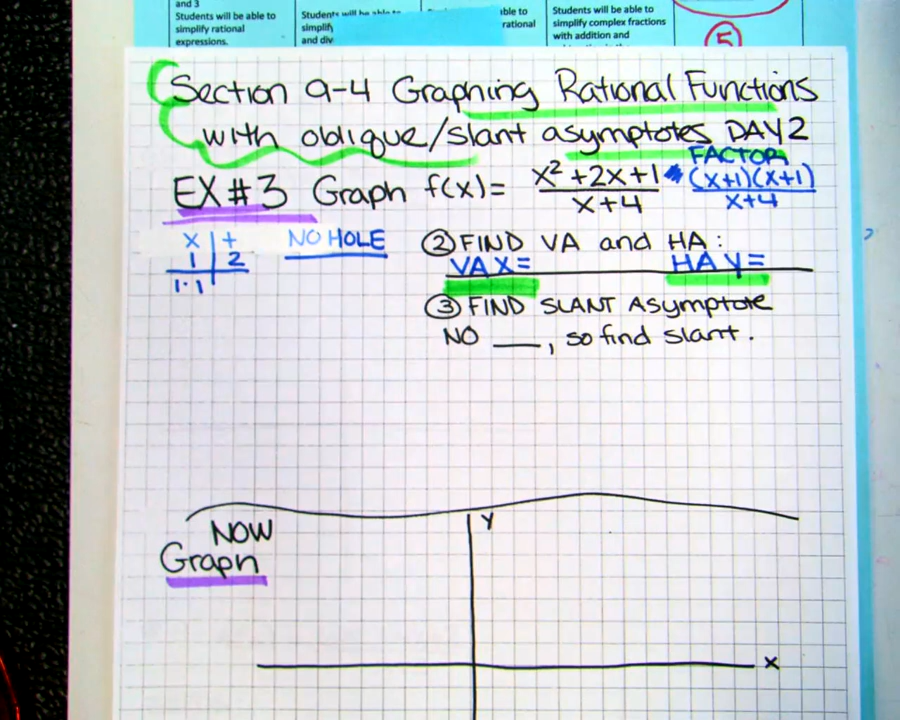 and 3
Students will be able to
simplify rational
expressions.
Students will be able to
simplify
and div
ble to
rational
Students will be able to
simplify complex fractions
with addition and
5
Section 9-4 Graphing Rational Functions
with oblique/slant asymptotes DAY 2
EX #3 Graph f(x) = x² + 2x + 1 / x + 4
FACTOR
(x+1)(x+1) / x+4
x | +
1 | 2
1·1
NO HOLE
② FIND VA and HA:
VA X= HA Y=
③ FIND SLANT Asymptote
NO ___, so find slant.
NOW
Graph
Y
X